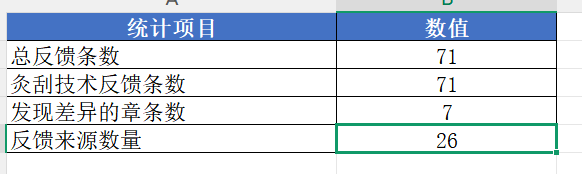 统计项目 数值
总反馈条数 71
灸刮技术反馈条数 71
发现差异的章条数 7
反馈来源数量 26